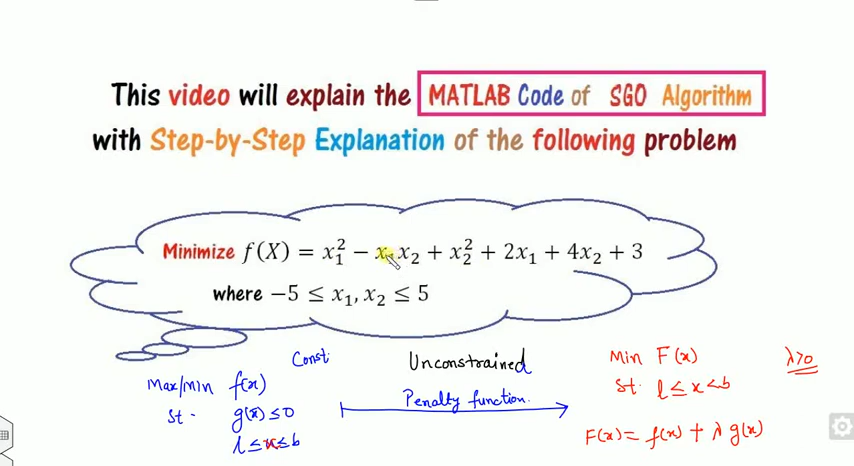 This video will explain the MATLAB Code of SGO Algorithm
with Step-by-Step Explanation of the following problem
Minimize f(X) = x₁² − x₁x₂ + x₂² + 2x₁ + 4x₂ + 3
where −5 ≤ x₁, x₂ ≤ 5
Const.
Max/min f(x)
St.
g(x) ≤ 0
l ≤ x ≤ b
Unconstrained
Penalty function.
Min F(x)
St. l ≤ x ≤ b
F(x) = f(x) + λ g(x)
λ>0